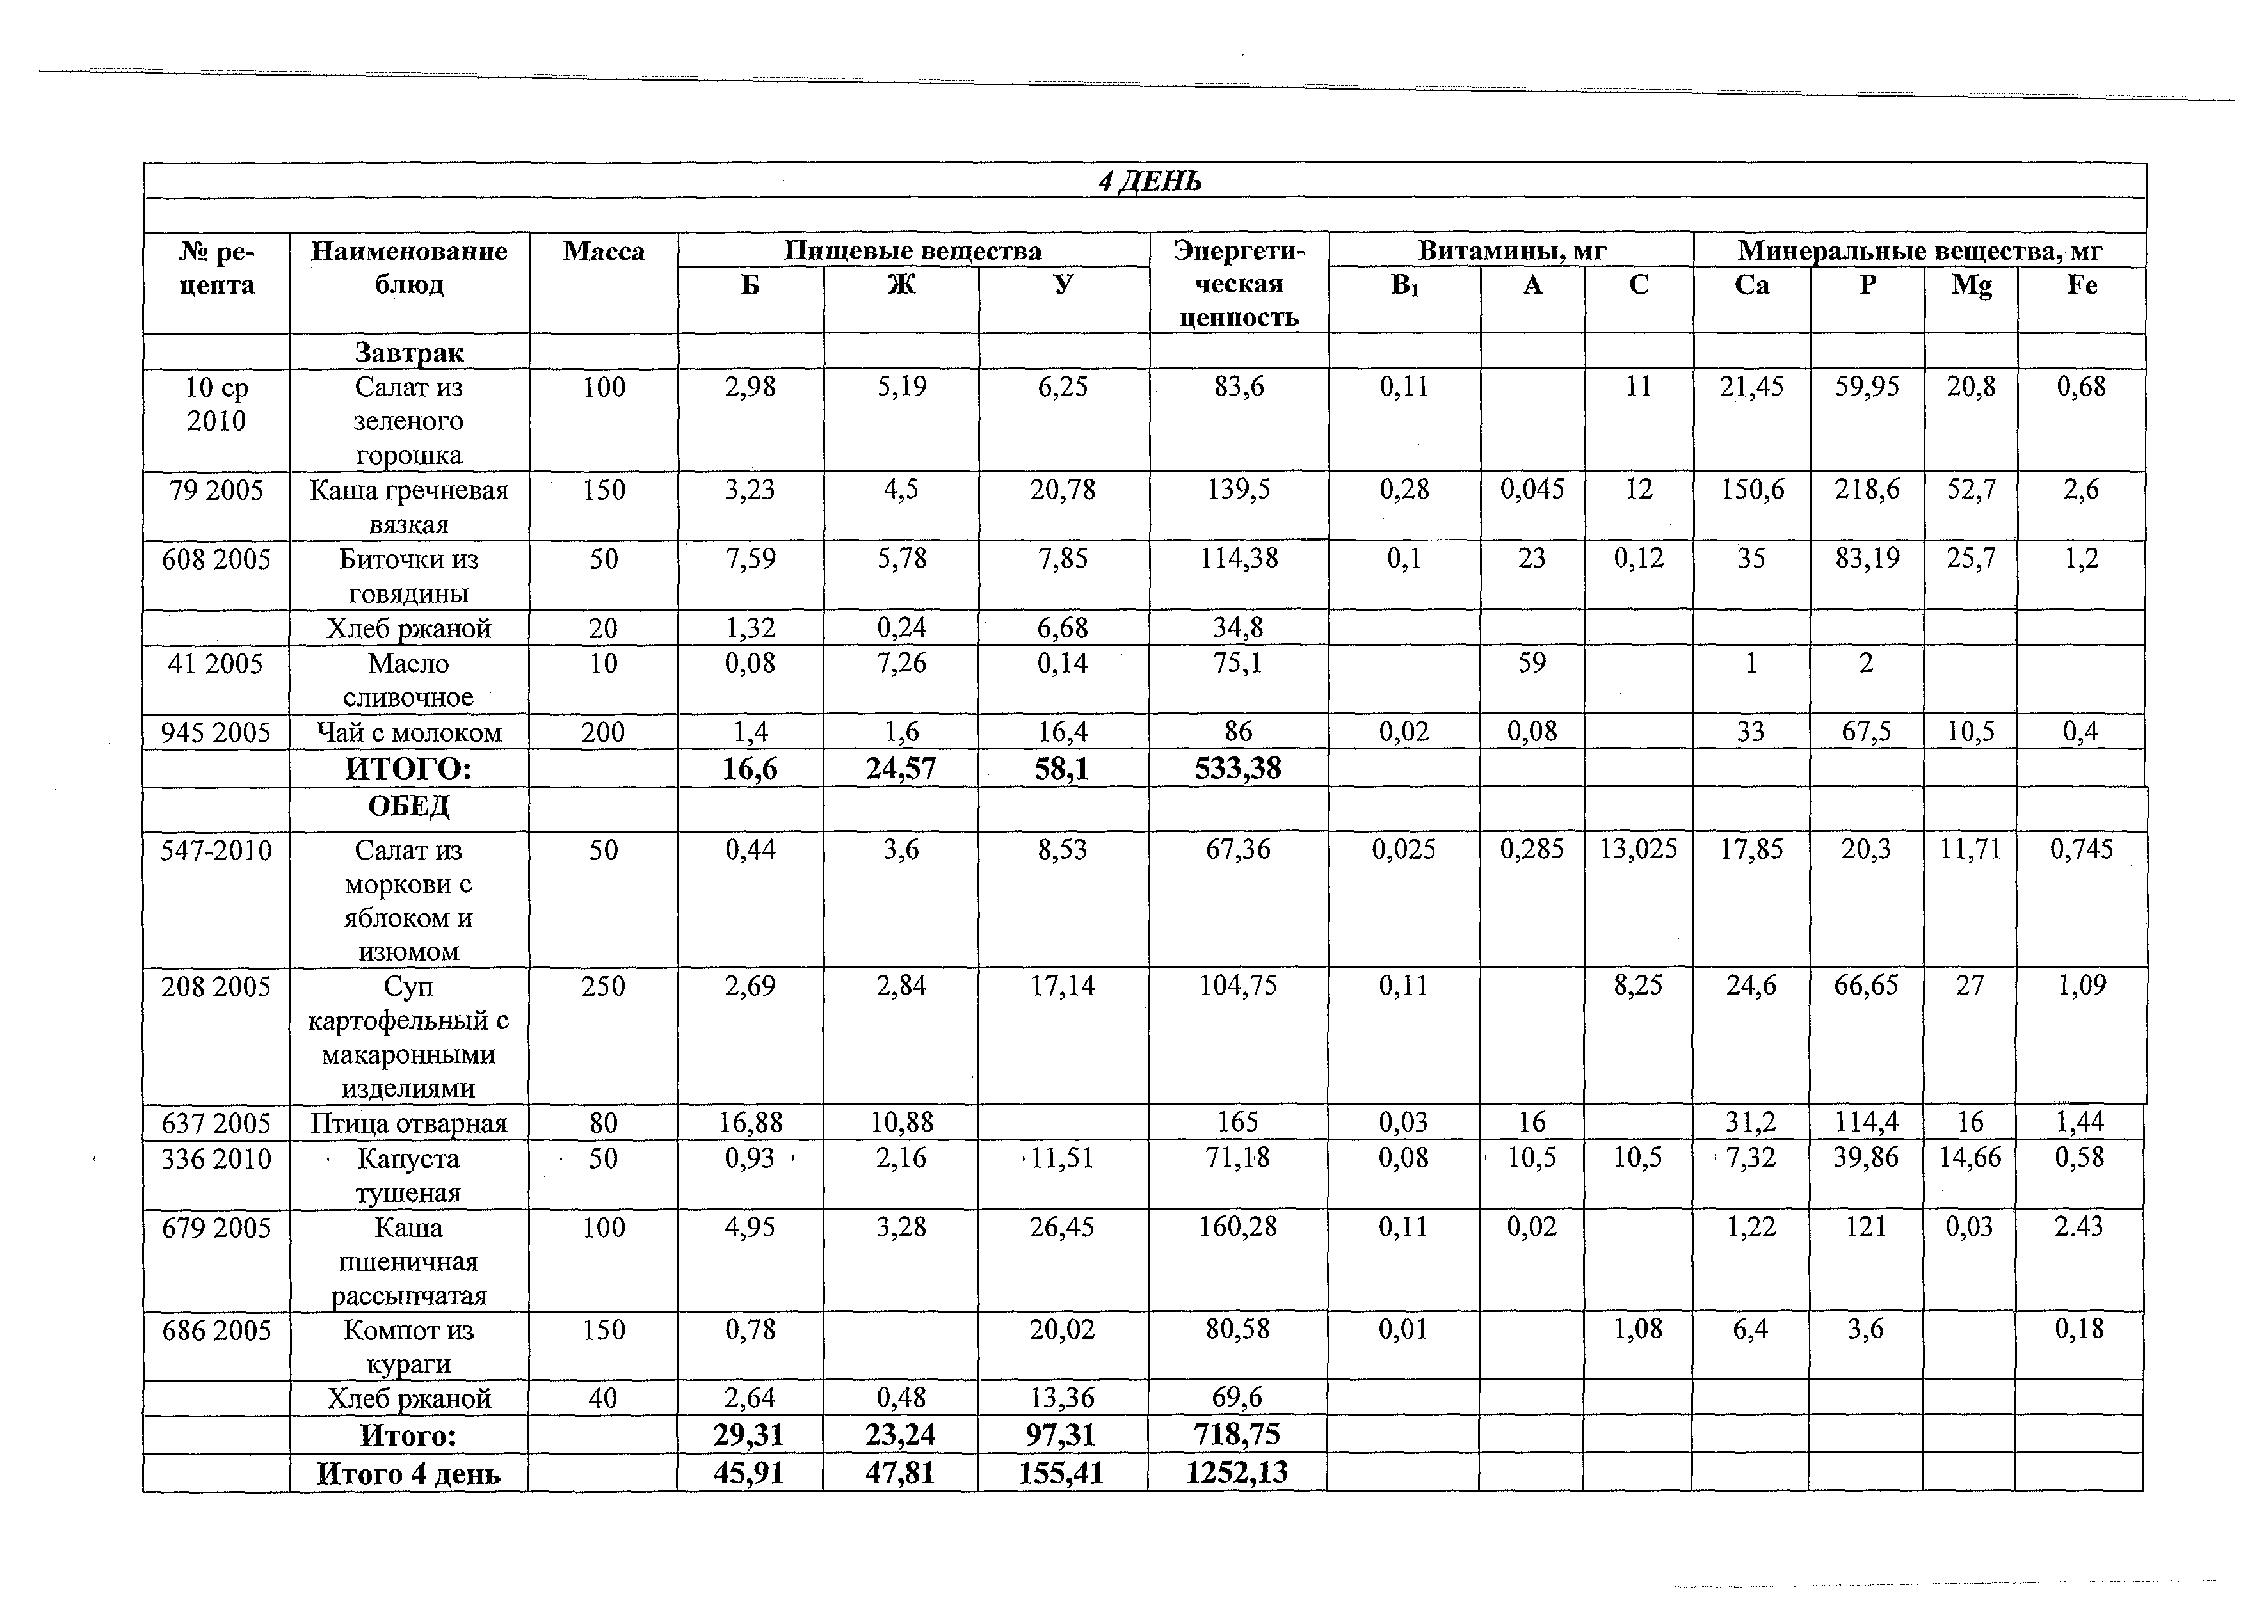 4 ДЕНЬ
№ ре- Наименование Масса Пищевые вещества Энергети- Витамины, мг Минеральные вещества, мг
цепта блюд Б Ж У ческая B1 А С Ca P Mg Fe
ценность
Завтрак
10 ср Салат из 100 2,98 5,19 6,25 83,6 0,11 11 21,45 59,95 20,8 0,68
2010 зеленого
горошка
79 2005 Каша гречневая 150 3,23 4,5 20,78 139,5 0,28 0,045 12 150,6 218,6 52,7 2,6
вязкая
608 2005 Биточки из 50 7,59 5,78 7,85 114,38 0,1 23 0,12 35 83,19 25,7 1,2
говядины
Хлеб ржаной 20 1,32 0,24 6,68 34,8
41 2005 Масло 10 0,08 7,26 0,14 75,1 59 1 2
сливочное
945 2005 Чай с молоком 200 1,4 1,6 16,4 86 0,02 0,08 33 67,5 10,5 0,4
ИТОГО: 16,6 24,57 58,1 533,38
ОБЕД
547-2010 Салат из 50 0,44 3,6 8,53 67,36 0,025 0,285 13,025 17,85 20,3 11,71 0,745
моркови с
яблоком и
изюмом
208 2005 Суп 250 2,69 2,84 17,14 104,75 0,11 8,25 24,6 66,65 27 1,09
картофельный с
макаронными
изделиями
637 2005 Птица отварная 80 16,88 10,88 165 0,03 16 31,2 114,4 16 1,44
336 2010 Капуста 50 0,93 2,16 11,51 71,18 0,08 10,5 10,5 7,32 39,86 14,66 0,58
тушеная
679 2005 Каша 100 4,95 3,28 26,45 160,28 0,11 0,02 1,22 121 0,03 2.43
пшеничная
рассыпчатая
686 2005 Компот из 150 0,78 20,02 80,58 0,01 1,08 6,4 3,6 0,18
кураги
Хлеб ржаной 40 2,64 0,48 13,36 69,6
Итого: 29,31 23,24 97,31 718,75
Итого 4 день 45,91 47,81 155,41 1252,13